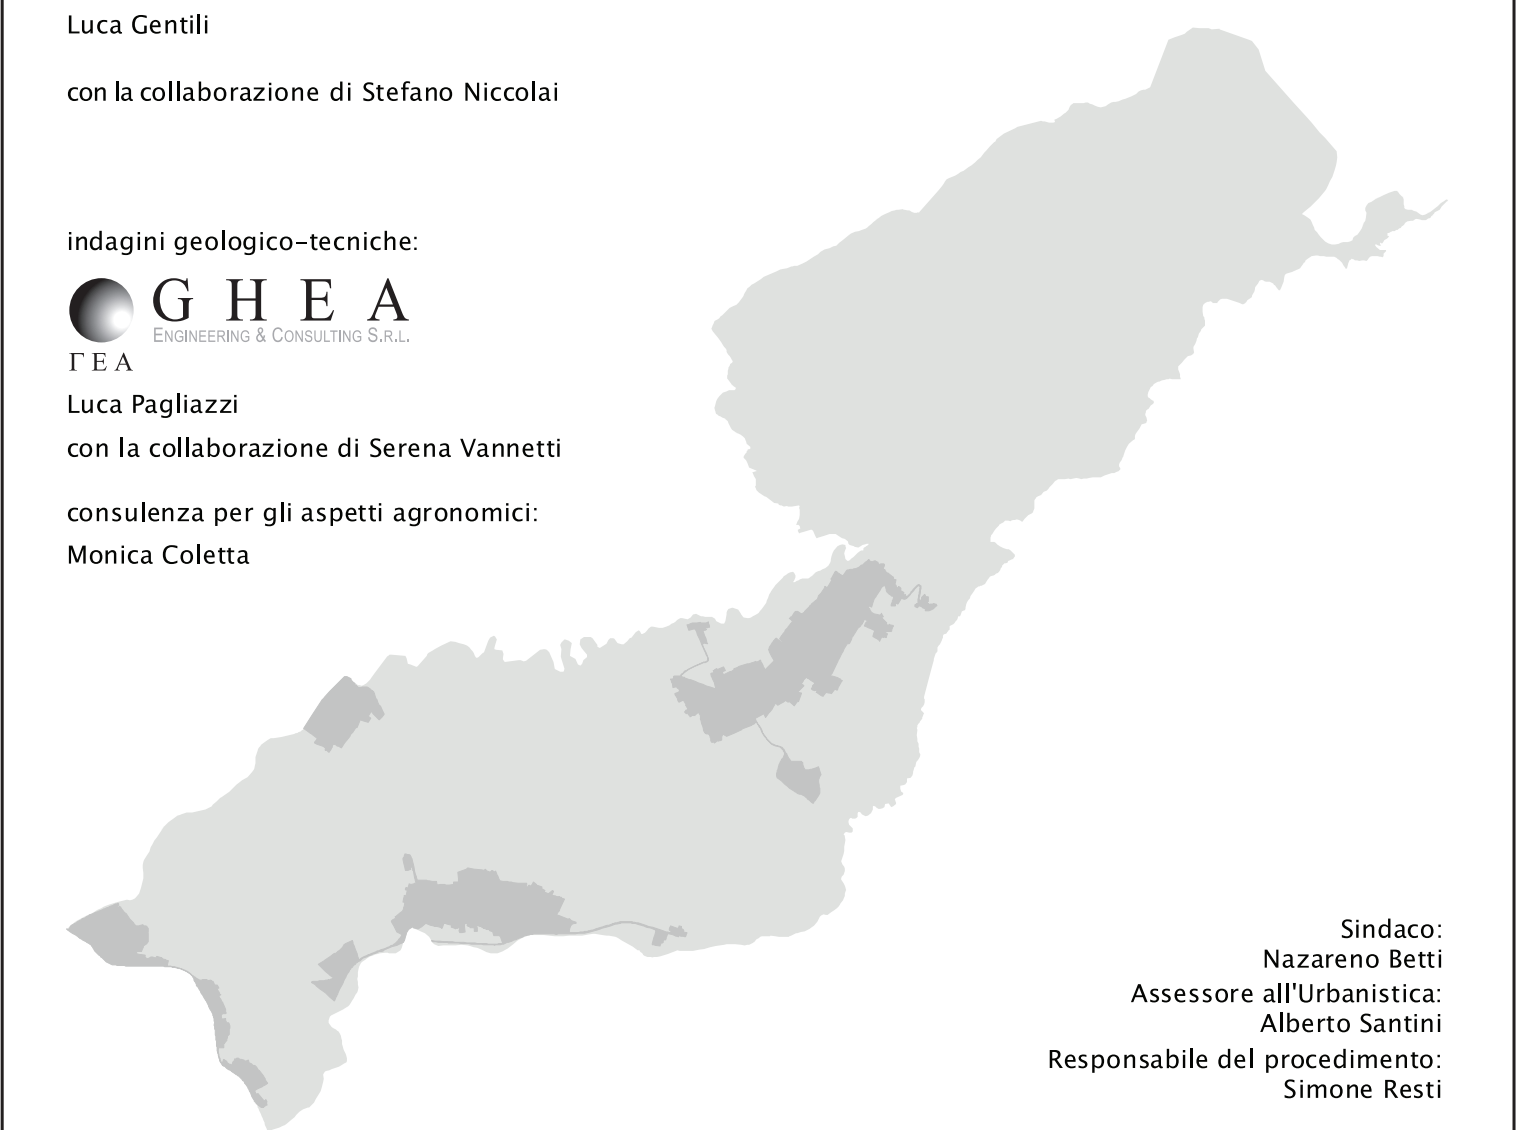 Luca Gentili
con la collaborazione di Stefano Niccolai
indagini geologico-tecniche:
GHEA
ENGINEERING & CONSULTING S.R.L.
ΓΕΑ
Luca Pagliazzi
con la collaborazione di Serena Vannetti
consulenza per gli aspetti agronomici:
Monica Coletta
Sindaco:
Nazareno Betti
Assessore all'Urbanistica:
Alberto Santini
Responsabile del procedimento:
Simone Resti